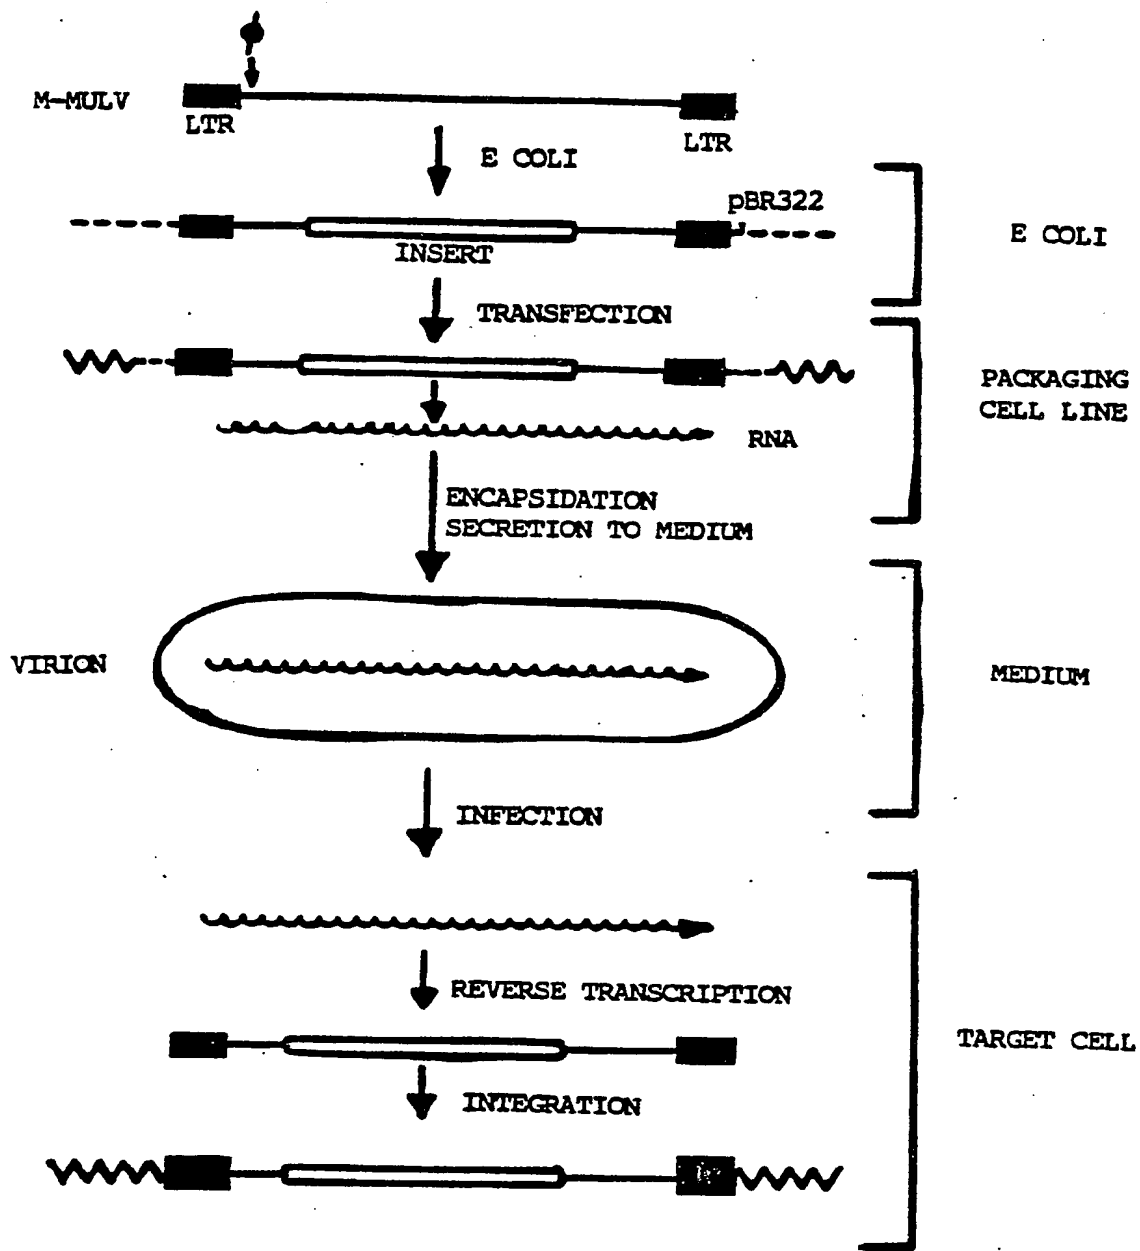 M-MULV
LTR
LTR
E COLI
pBR322
INSERT
E COLI
TRANSFECTION
PACKAGING
CELL LINE
RNA
ENCAPSIDATION
SECRETION TO MEDIUM
VIRION
MEDIUM
INFECTION
REVERSE TRANSCRIPTION
TARGET CELL
INTEGRATION